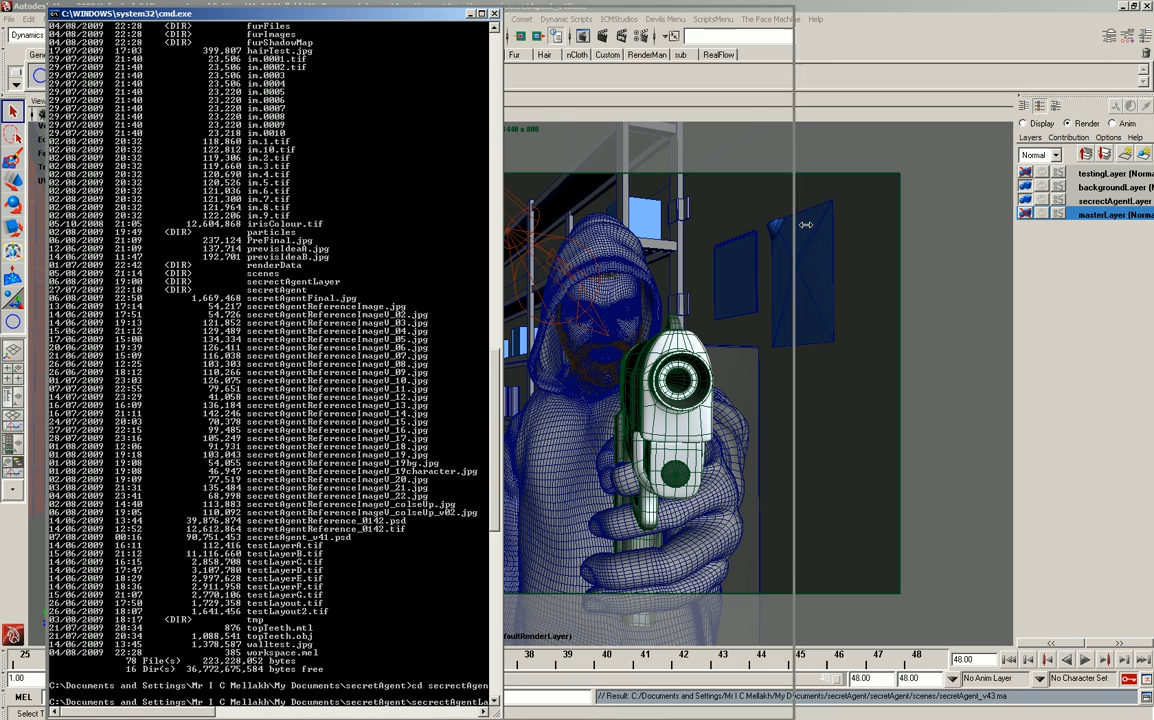 C:\WINDOWS\system32\cmd.exe
Comet Dynamic Scripts ICMStudios Devils Menu ScriptsMenu The Face Machine Help
File
Dynamics
Fur Hair nCloth Custom RenderMan sub RealFlow
Display Render Anim
Layers Contribution Options Help
Normal
testingLayer (Norma
backgroundLayer (N
secrectAgentLayer
masterLayer (Norma
1440 x 800
04/08/2009 22:28 <DIR> furFiles
04/08/2009 22:28 <DIR> furImages
04/08/2009 22:28 <DIR> furShadowMap
17/07/2009 17:03 399,807 hairTest.jpg
29/07/2009 21:40 23,506 im.0001.tif
29/07/2009 21:40 23,506 im.0002.tif
29/07/2009 21:40 23,506 im.0003
29/07/2009 21:40 23,506 im.0004
29/07/2009 21:40 23,220 im.0005
29/07/2009 21:40 23,220 im.0006
29/07/2009 21:40 23,220 im.0007
29/07/2009 21:40 23,220 im.0008
29/07/2009 21:40 23,220 im.0009
29/07/2009 21:40 23,218 im.0010
02/08/2009 20:32 118,860 im.1.tif
02/08/2009 20:32 122,812 im.10.tif
02/08/2009 20:32 119,306 im.2.tif
02/08/2009 20:32 119,660 im.3.tif
02/08/2009 20:32 120,690 im.4.tif
02/08/2009 20:32 120,526 im.5.tif
02/08/2009 20:32 121,036 im.6.tif
02/08/2009 20:32 121,300 im.7.tif
02/08/2009 20:32 121,964 im.8.tif
02/08/2009 20:32 122,206 im.9.tif
05/10/2008 21:05 12,604,868 irisColour.tif
02/08/2009 19:49 <DIR> particles
06/08/2009 21:09 237,124 PreFinal.jpg
12/06/2009 21:09 137,714 previsIdeaA.jpg
14/06/2009 11:47 192,701 previsIdeaB.jpg
01/07/2009 22:42 <DIR> renderData
05/08/2009 21:14 <DIR> scenes
06/08/2009 19:00 <DIR> secrectAgentLayer
27/07/2009 22:18 <DIR> secretAgent
06/08/2009 22:50 1,669,468 secretAgentFinal.jpg
13/06/2009 17:14 54,217 secretAgentReferenceImage.jpg
14/06/2009 17:51 54,726 secretAgentReferenceImageV_02.jpg
14/06/2009 19:13 121,852 secretAgentReferenceImageV_03.jpg
15/06/2009 21:12 129,489 secretAgentReferenceImageV_04.jpg
17/06/2009 15:00 134,334 secretAgentReferenceImageV_05.jpg
20/06/2009 19:39 126,411 secretAgentReferenceImageV_06.jpg
21/06/2009 15:09 116,038 secretAgentReferenceImageV_07.jpg
26/06/2009 12:25 103,303 secretAgentReferenceImageV_08.jpg
26/06/2009 18:12 110,266 secretAgentReferenceImageV_09.jpg
01/07/2009 23:03 126,075 secretAgentReferenceImageV_10.jpg
07/07/2009 22:55 79,651 secretAgentReferenceImageV_11.jpg
14/07/2009 23:29 41,058 secretAgentReferenceImageV_12.jpg
16/07/2009 16:09 136,184 secretAgentReferenceImageV_13.jpg
16/07/2009 21:11 142,246 secretAgentReferenceImageV_14.jpg
24/07/2009 20:03 70,378 secretAgentReferenceImageV_15.jpg
27/07/2009 22:15 99,485 secretAgentReferenceImageV_16.jpg
28/07/2009 23:16 105,249 secretAgentReferenceImageV_17.jpg
01/08/2009 12:06 91,931 secretAgentReferenceImageV_18.jpg
01/08/2009 19:18 103,043 secretAgentReferenceImageV_19.jpg
01/08/2009 19:08 54,055 secretAgentReferenceImageV_19bg.jpg
01/08/2009 19:08 46,947 secretAgentReferenceImageV_19character.jpg
02/08/2009 19:09 77,519 secretAgentReferenceImageV_20.jpg
03/08/2009 21:31 135,484 secretAgentReferenceImageV_21.jpg
04/08/2009 23:41 68,998 secretAgentReferenceImageV_22.jpg
02/08/2009 14:40 113,883 secretAgentReferenceImageV_colseUp.jpg
06/08/2009 19:05 110,092 secretAgentReferenceImageV_colseUp_v02.jpg
14/06/2009 13:44 39,876,874 secretAgentReference_0142.psd
14/06/2009 12:52 12,612,864 secretAgentReference_0142.tif
07/08/2009 00:16 90,751,453 secretAgent_v41.psd
14/06/2009 16:11 112,416 testLayerA.tif
15/06/2009 21:12 11,116,660 testLayerB.tif
14/06/2009 16:15 2,858,708 testLayerC.tif
14/06/2009 17:47 3,107,780 testLayerD.tif
14/06/2009 18:29 2,997,628 testLayerE.tif
14/06/2009 18:36 2,911,958 testLayerF.tif
15/06/2009 21:07 2,770,106 testLayerG.tif
26/06/2009 17:50 1,729,358 testLayout.tif
26/06/2009 18:07 1,641,456 testLayout2.tif
03/08/2009 18:17 <DIR> tmp
21/07/2009 20:34 876 topTeeth.mtl
21/07/2009 20:34 1,088,541 topTeeth.obj
14/06/2009 13:45 1,378,587 walltest.jpg
04/08/2009 22:28 385 workspace.mel
78 File(s) 223,228,052 bytes
16 Dir(s) 36,772,675,584 bytes free
C:\Documents and Settings\Mr I C Mellakh\My Documents\secretAgent>cd secrectAgen
C:\Documents and Settings\Mr I C Mellakh\My Documents\secretAgent\secrectAgentLa
faultRenderLayer)
25 38 39 40 41 42 43 44 45 46 47 48 48.00
1.00 48.00 48.00 No Anim Layer No Character Set
MEL // Result: C:/Documents and Settings/Mr I C Mellakh/My Documents/secretAgent/secretAgent/scenes/secretAgent_v43.ma
Select T